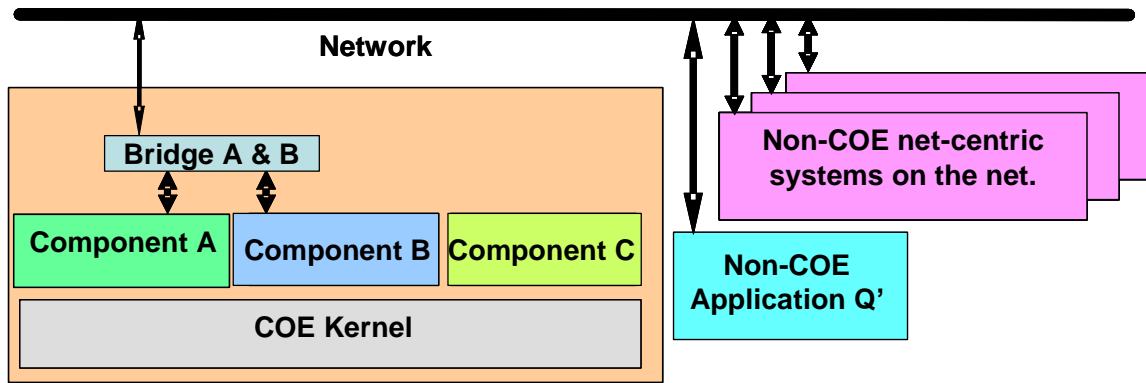 Network
Bridge A & B
Component A
Component B
Component C
COE Kernel
Non-COE net-centric
systems on the net.
Non-COE
Application Q’